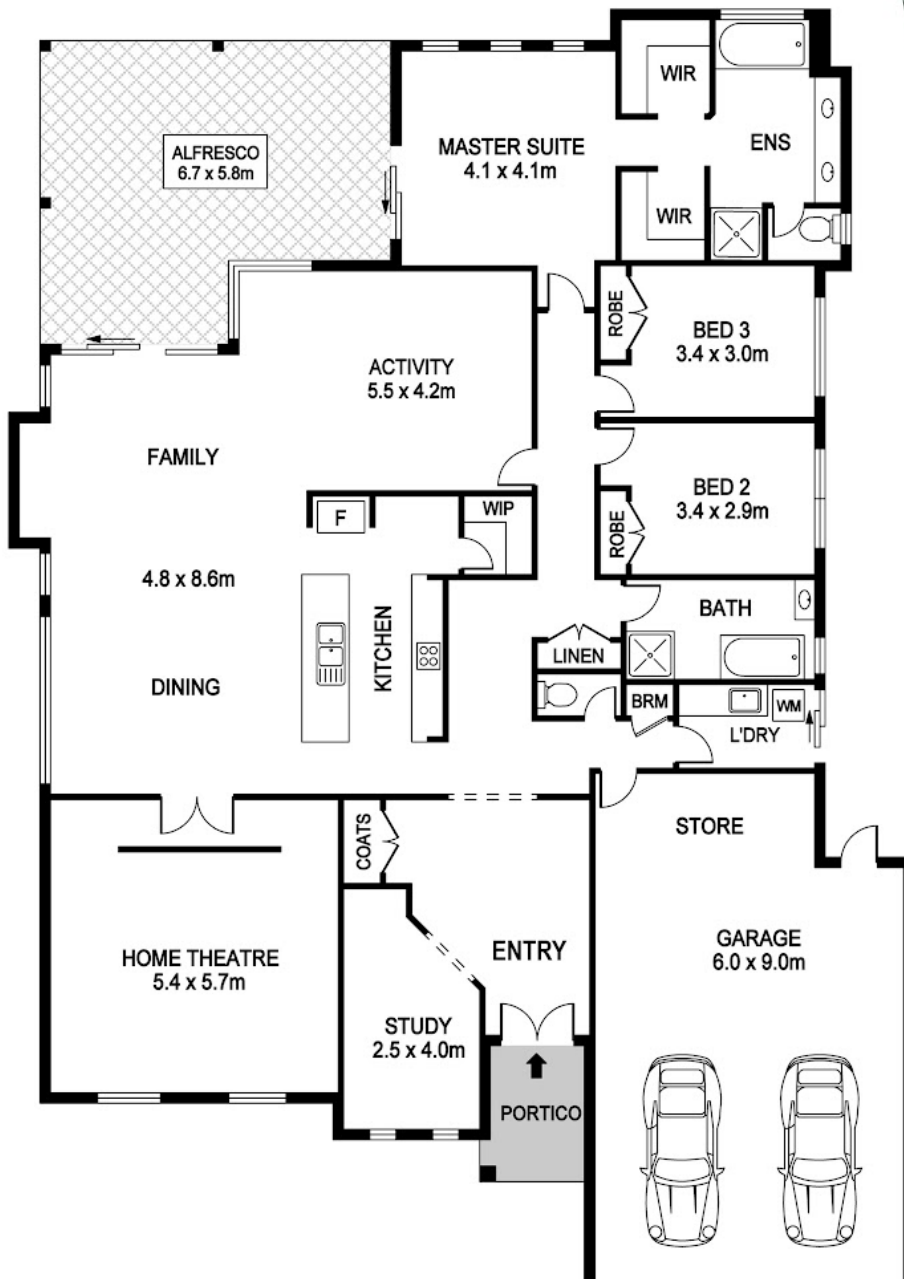 WIR
ALFRESCO
6.7 x 5.8m
MASTER SUITE
4.1 x 4.1m
ENS
WIR
ROBE
BED 3
3.4 x 3.0m
ACTIVITY
5.5 x 4.2m
FAMILY
BED 2
3.4 x 2.9m
ROBE
F
WIP
4.8 x 8.6m
KITCHEN
BATH
LINEN
DINING
BRM
WM
L'DRY
COATS
STORE
HOME THEATRE
5.4 x 5.7m
ENTRY
GARAGE
6.0 x 9.0m
STUDY
2.5 x 4.0m
PORTICO